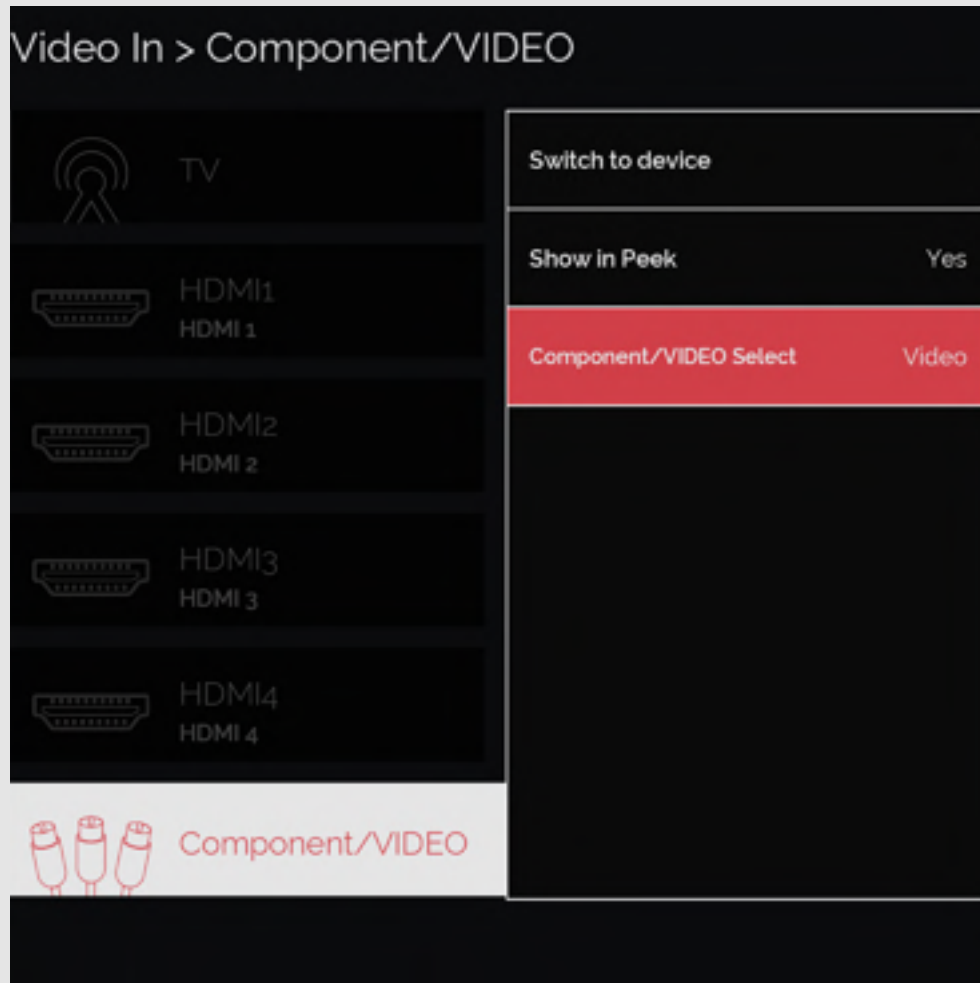 Video In > Component/VIDEO
TV
HDMI1
HDMI 1
HDMI2
HDMI 2
HDMI3
HDMI 3
HDMI4
HDMI 4
Component/VIDEO
Switch to device
Show in Peek Yes
Component/VIDEO Select Video